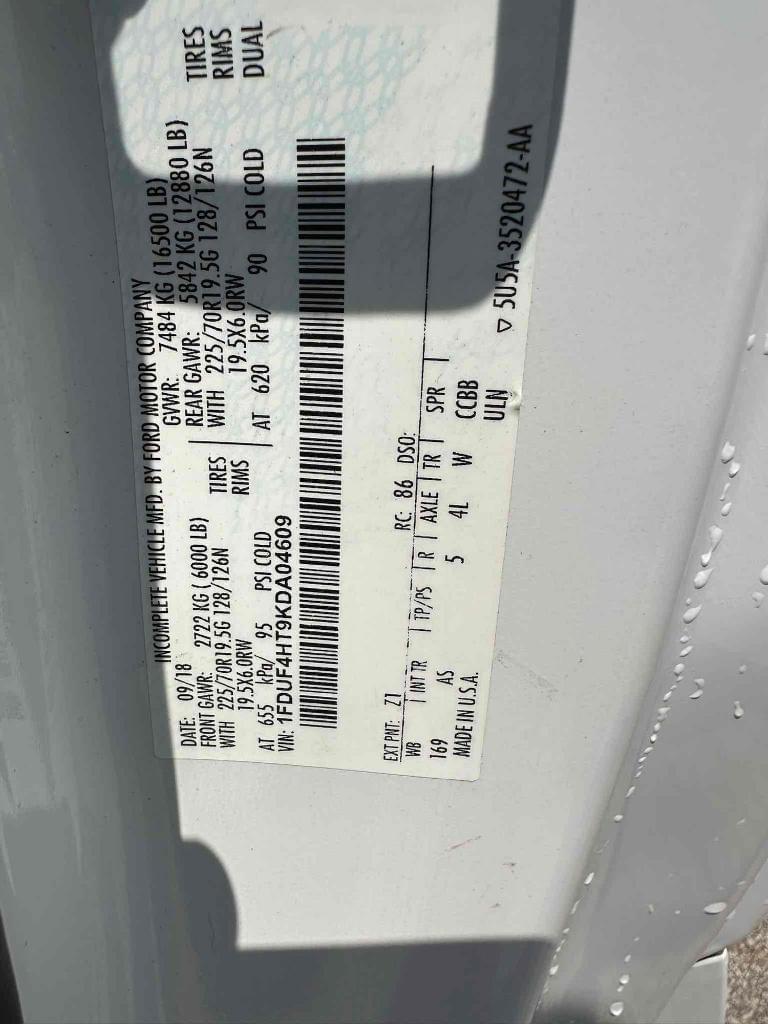 INCOMPLETE VEHICLE MFD. BY FORD MOTOR COMPANY
DATE: 09/18 GVWR: 7484 KG (16500 LB)
FRONT GAWR: 2722 KG ( 6000 LB) REAR GAWR: 5842 KG (12880 LB)
WITH 225/70R19.5G 128/126N TIRES WITH 225/70R19.5G 128/126N TIRES
19.5X6.0RW RIMS 19.5X6.0RW RIMS
AT 655 kPa/ 95 PSI COLD AT 620 kPa/ 90 PSI COLD DUAL
VIN: 1FDUF4HT9KDA04609
EXT PNT: Z1 RC: 86 DSO:
WB INT TR TP/PS R AXLE TR SPR
169 AS 5 4L W CCBB
MADE IN U.S.A. ULN
▽ 5U5A-3520472-AA